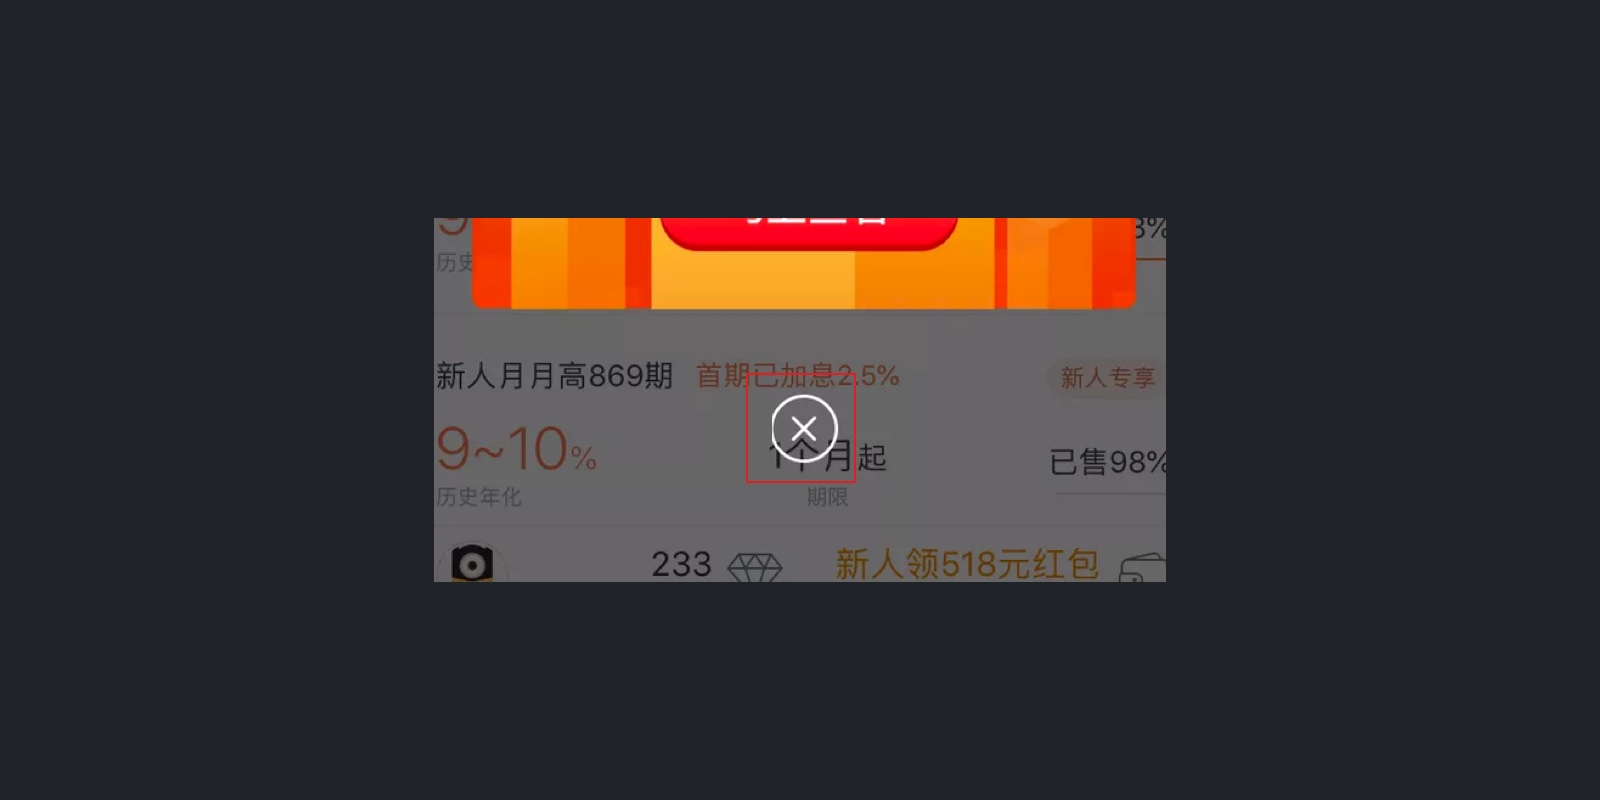 3%
历史
新人月月高869期 首期已加息2.5% 新人专享
9~10% 1个月起 已售98%
历史年化 期限
233 新人领518元红包